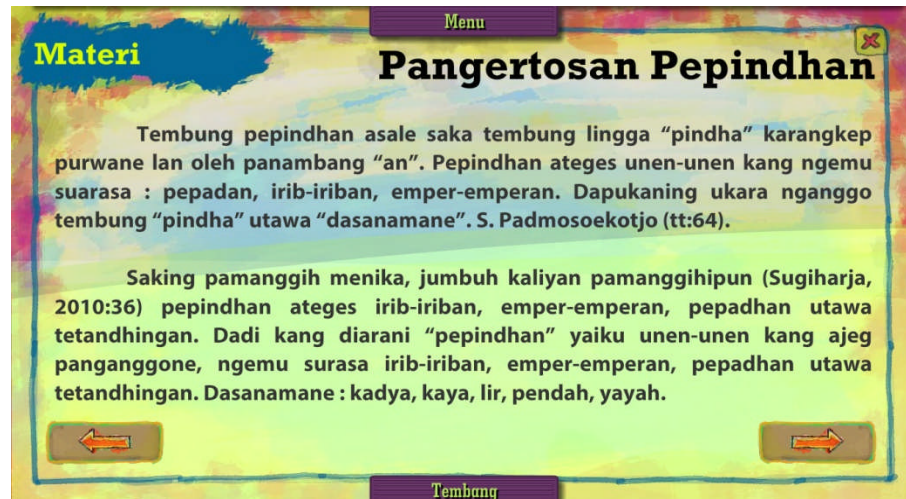 Menu
Materi
Pangertosan Pepindhan
Tembung pepindhan asale saka tembung lingga “pindha” karangkep
purwane lan oleh panambang “an”. Pepindhan ateges unen-unen kang ngemu
suarasa : pepadan, irib-iriban, emper-emperan. Dapukaning ukara nganggo
tembung “pindha” utawa “dasanamane”. S. Padmosoekotjo (tt:64).
Saking pamanggih menika, jumbuh kaliyan pamanggihipun (Sugiharja,
2010:36) pepindhan ateges irib-iriban, emper-emperan, pepadhan utawa
tetandhingan. Dadi kang diarani “pepindhan” yaiku unen-unen kang ajeg
panganggone, ngemu surasa irib-iriban, emper-emperan, pepadhan utawa
tetandhingan. Dasanamane : kadya, kaya, lir, pendah, yayah.
Tembang